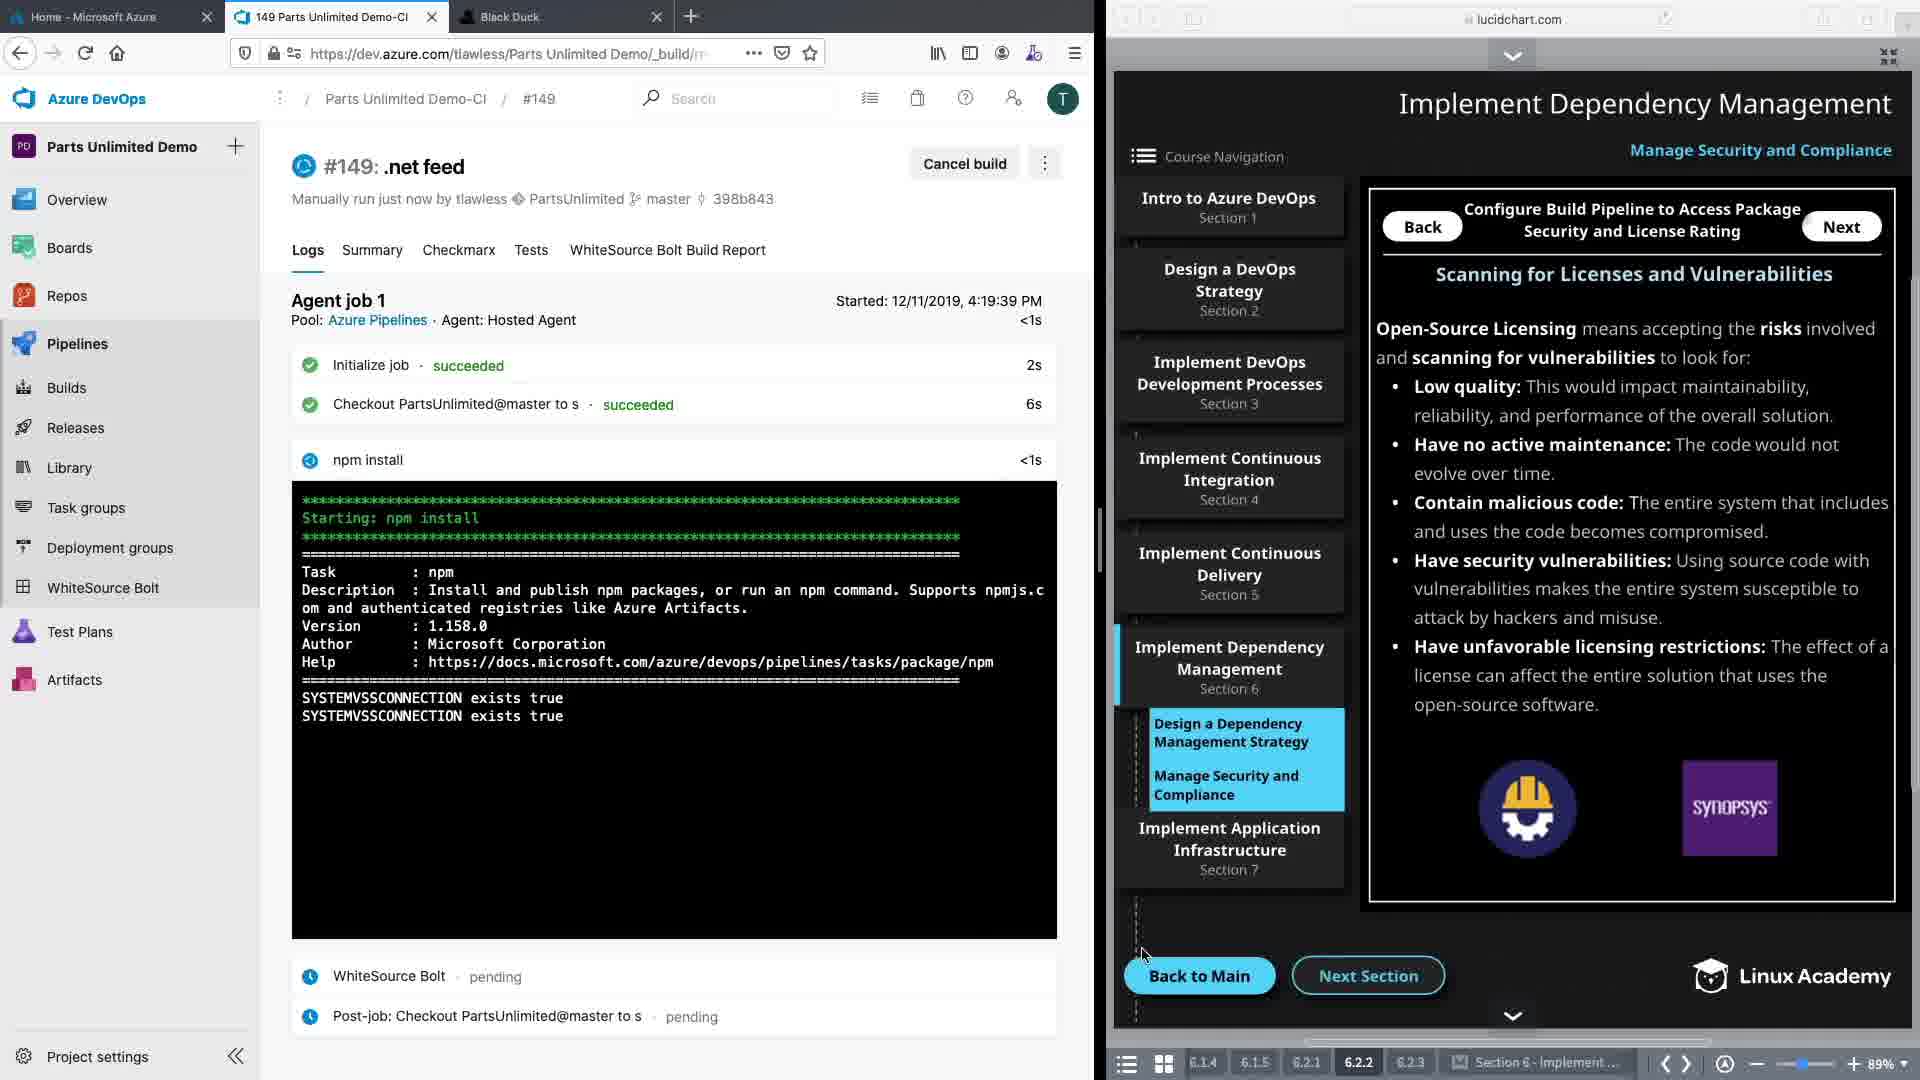 Home - Microsoft Azure
149 Parts Unlimited Demo-CI
Black Duck
https://dev.azure.com/tlawless/Parts Unlimited Demo/_build/r
Azure DevOps
/ Parts Unlimited Demo-CI / #149
Search
T
PD Parts Unlimited Demo
Overview
Boards
Repos
Pipelines
Builds
Releases
Library
Task groups
Deployment groups
WhiteSource Bolt
Test Plans
Artifacts
Project settings
#149: .net feed
Cancel build
Manually run just now by tlawless PartsUnlimited master 398b843
Logs Summary Checkmarx Tests WhiteSource Bolt Build Report
Agent job 1
Started: 12/11/2019, 4:19:39 PM
Pool: Azure Pipelines · Agent: Hosted Agent
<1s
Initialize job · succeeded 2s
Checkout PartsUnlimited@master to s · succeeded 6s
npm install <1s
******************************************************************************
Starting: npm install
******************************************************************************
==============================================================================
Task : npm
Description : Install and publish npm packages, or run an npm command. Supports npmjs.c
om and authenticated registries like Azure Artifacts.
Version : 1.158.0
Author : Microsoft Corporation
Help : https://docs.microsoft.com/azure/devops/pipelines/tasks/package/npm
==============================================================================
SYSTEMVSSCONNECTION exists true
SYSTEMVSSCONNECTION exists true
WhiteSource Bolt · pending
Post-job: Checkout PartsUnlimited@master to s · pending
lucidchart.com
Implement Dependency Management
Manage Security and Compliance
Course Navigation
Intro to Azure DevOps
Section 1
Design a DevOps
Strategy
Section 2
Implement DevOps
Development Processes
Section 3
Implement Continuous
Integration
Section 4
Implement Continuous
Delivery
Section 5
Implement Dependency
Management
Section 6
Design a Dependency
Management Strategy
Manage Security and
Compliance
Implement Application
Infrastructure
Section 7
Back
Configure Build Pipeline to Access Package
Security and License Rating
Next
Scanning for Licenses and Vulnerabilities
Open-Source Licensing means accepting the risks involved
and scanning for vulnerabilities to look for:
• Low quality: This would impact maintainability,
reliability, and performance of the overall solution.
• Have no active maintenance: The code would not
evolve over time.
• Contain malicious code: The entire system that includes
and uses the code becomes compromised.
• Have security vulnerabilities: Using source code with
vulnerabilities makes the entire system susceptible to
attack by hackers and misuse.
• Have unfavorable licensing restrictions: The effect of a
license can affect the entire solution that uses the
open-source software.
SYNOPSYS
Back to Main
Next Section
Linux Academy
6.1.4 6.1.5 6.2.1 6.2.2 6.2.3 Section 6 - Implement ...
89%